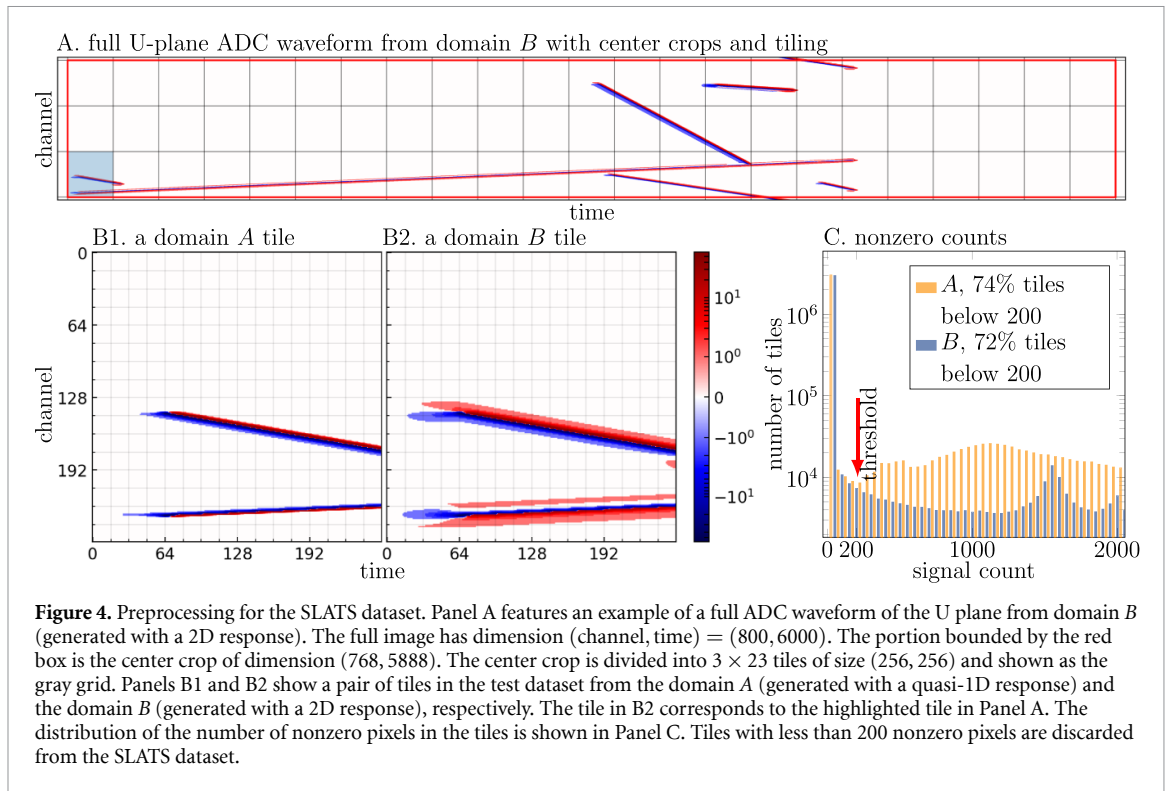 A. full U-plane ADC waveform from domain B with center crops and tiling
channel
time
B1. a domain A tile
B2. a domain B tile
C. nonzero counts
0
64
128
192
channel
0 64 128 192
0 64 128 192
time
10¹
10⁰
0
−10⁰
−10¹
A, 74% tiles
below 200
B, 72% tiles
below 200
threshold
number of tiles
10⁶
10⁵
10⁴
0 200 1000 2000
signal count
Figure 4. Preprocessing for the SLATS dataset. Panel A features an example of a full ADC waveform of the U plane from domain B
(generated with a 2D response). The full image has dimension (channel, time) = (800, 6000). The portion bounded by the red
box is the center crop of dimension (768, 5888). The center crop is divided into 3 × 23 tiles of size (256, 256) and shown as the
gray grid. Panels B1 and B2 show a pair of tiles in the test dataset from the domain A (generated with a quasi-1D response) and
the domain B (generated with a 2D response), respectively. The tile in B2 corresponds to the highlighted tile in Panel A. The
distribution of the number of nonzero pixels in the tiles is shown in Panel C. Tiles with less than 200 nonzero pixels are discarded
from the SLATS dataset.